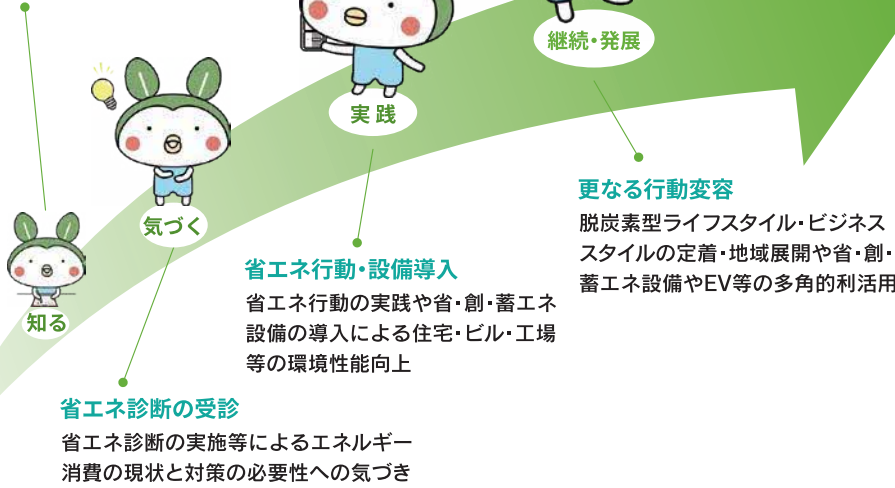 継続・発展
実践
更なる行動変容
脱炭素型ライフスタイル・ビジネス
スタイルの定着・地域展開や省・創・
蓄エネ設備やEV等の多角的利活用
気づく
省エネ行動・設備導入
省エネ行動の実践や省・創・蓄エネ
設備の導入による住宅・ビル・工場
等の環境性能向上
知る
省エネ診断の受診
省エネ診断の実施等によるエネルギー
消費の現状と対策の必要性への気づき